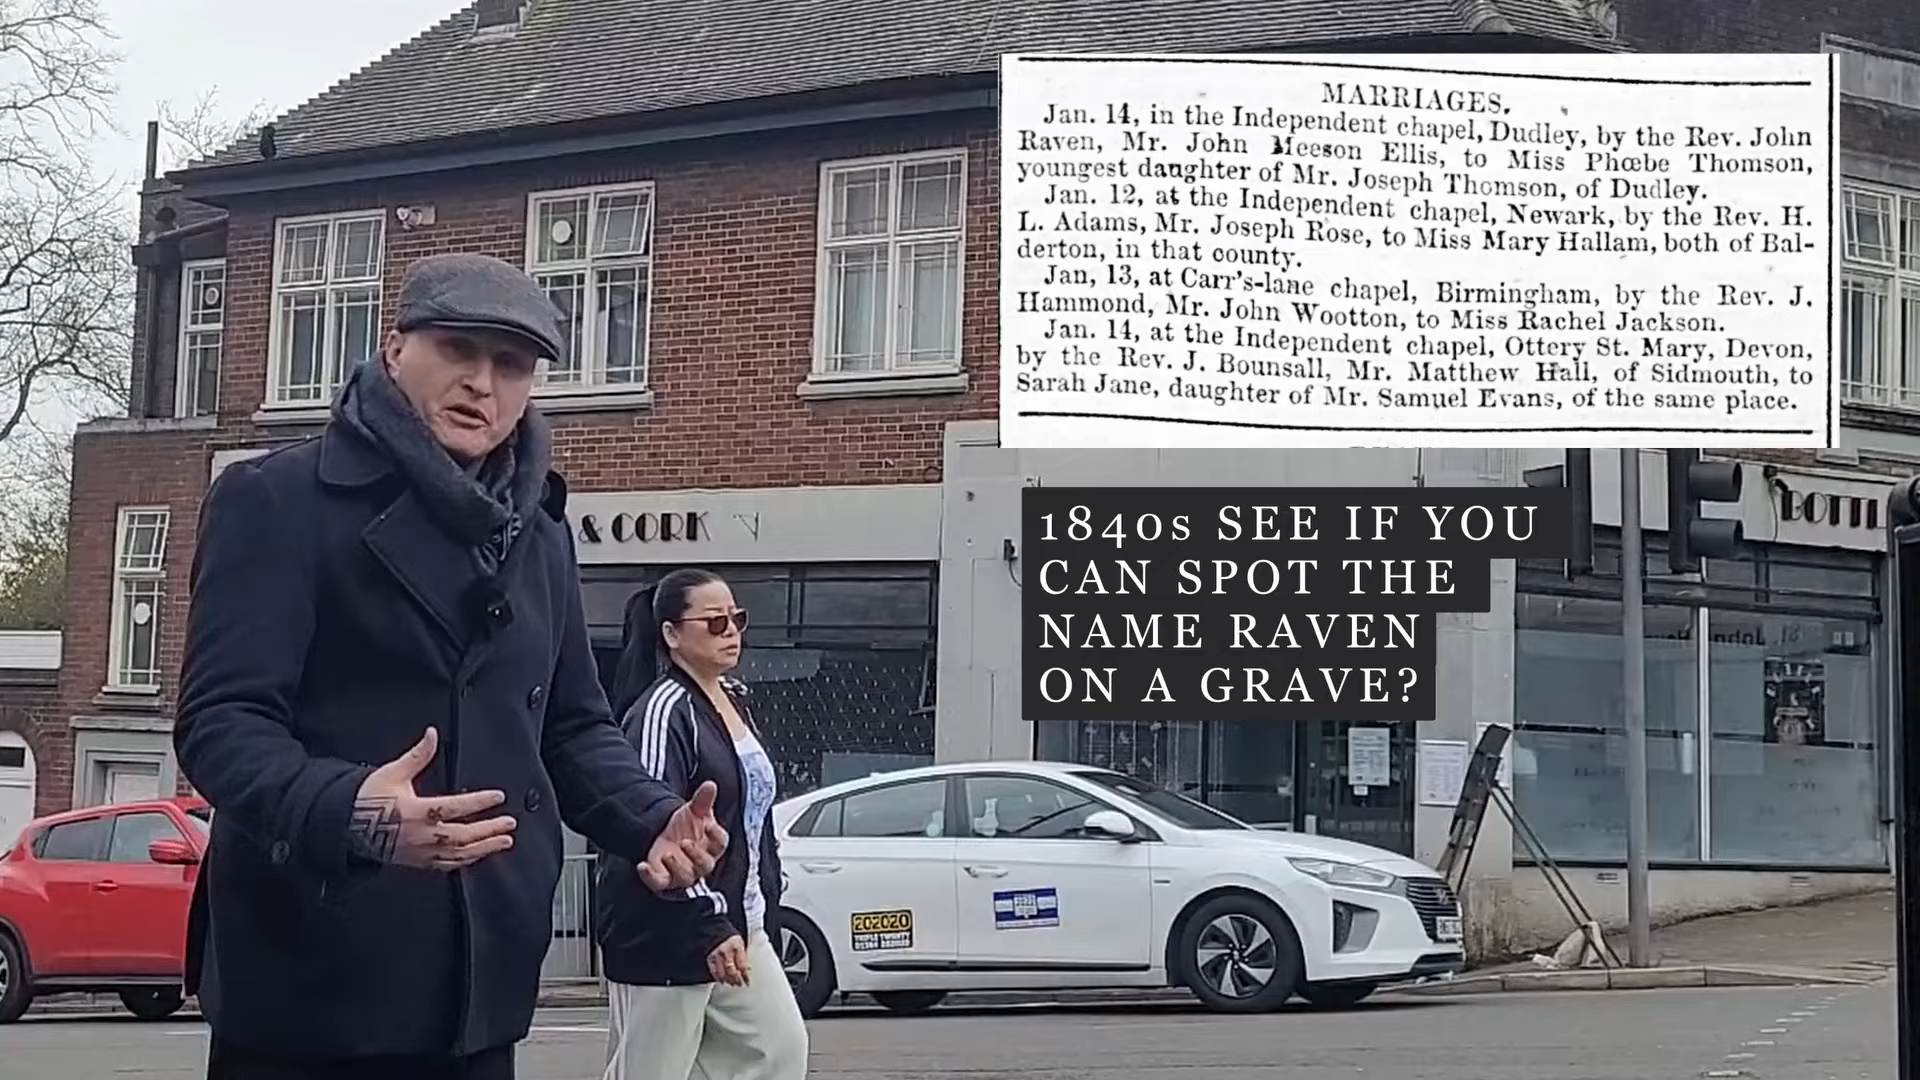 MARRIAGES.
Jan. 14, in the Independent chapel, Dudley, by the Rev. John
Raven, Mr. John Meeson Ellis, to Miss Phœbe Thomson,
youngest daughter of Mr. Joseph Thomson, of Dudley.
Jan. 12, at the Independent chapel, Newark, by the Rev. H.
L. Adams, Mr. Joseph Rose, to Miss Mary Hallam, both of Bal-
derton, in that county.
Jan, 13, at Carr's-lane chapel, Birmingham, by the Rev. J.
Hammond, Mr. John Wootton, to Miss Rachel Jackson.
Jan. 14, at the Independent chapel, Ottery St. Mary, Devon,
by the Rev. J. Bounsall, Mr. Matthew Hall, of Sidmouth, to
Sarah Jane, daughter of Mr. Samuel Evans, of the same place.
& CORK
BOTTL
1840s SEE IF YOU
CAN SPOT THE
NAME RAVEN
ON A GRAVE?
202020